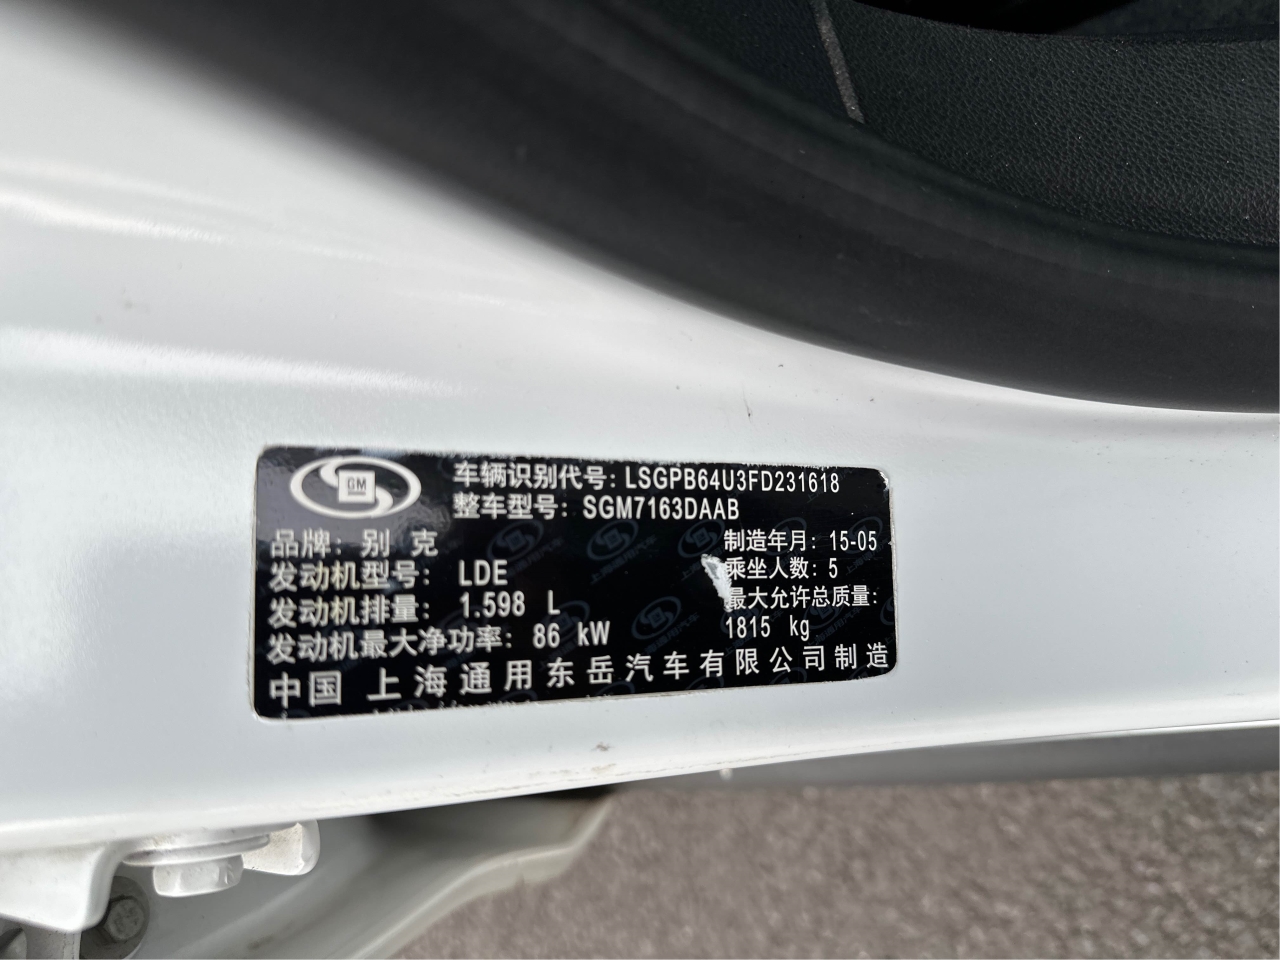 GM
车辆识别代号: LSGPB64U3FD231618
整车型号: SGM7163DAAB
品牌: 别 克
制造年月: 15-05
发动机型号: LDE
乘坐人数: 5
发动机排量: 1.598 L
最大允许总质量:
1815 kg
发动机最大净功率: 86 kW
中国 上海通用东岳汽车有限公司制造